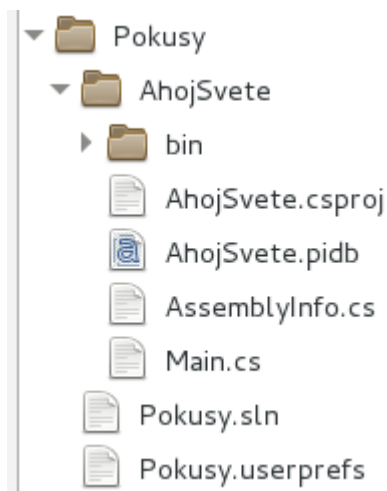 Pokusy
AhojSvete
bin
AhojSvete.csproj
AhojSvete.pidb
AssemblyInfo.cs
Main.cs
Pokusy.sln
Pokusy.userprefs